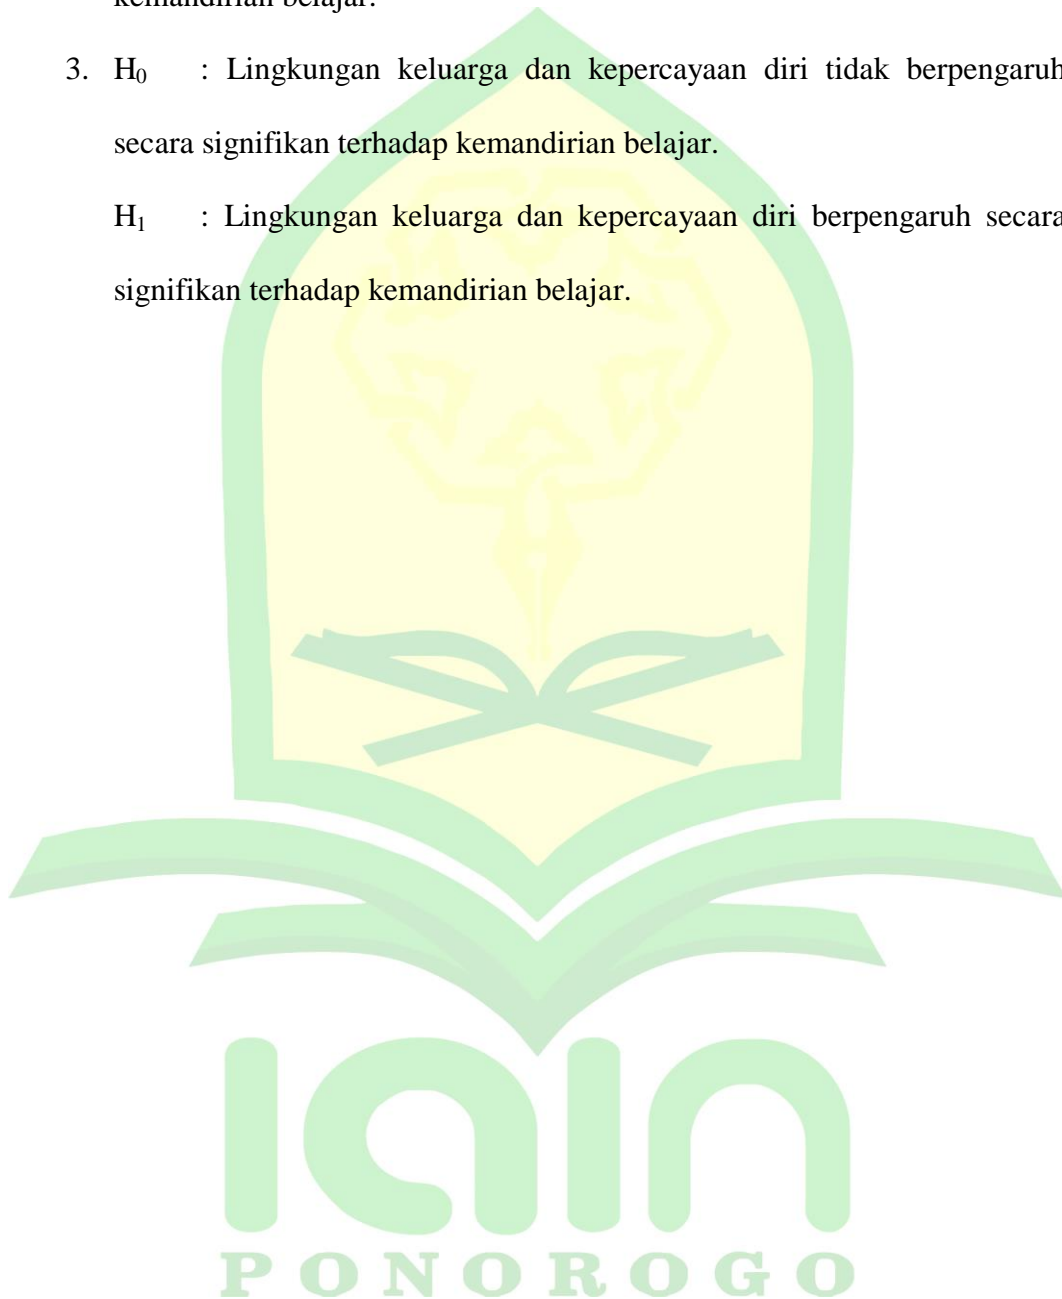 kemandirian belajar.
3. H₀ : Lingkungan keluarga dan kepercayaan diri tidak berpengaruh
secara signifikan terhadap kemandirian belajar.
H₁ : Lingkungan keluarga dan kepercayaan diri berpengaruh secara
signifikan terhadap kemandirian belajar.
iain
PONOROGO